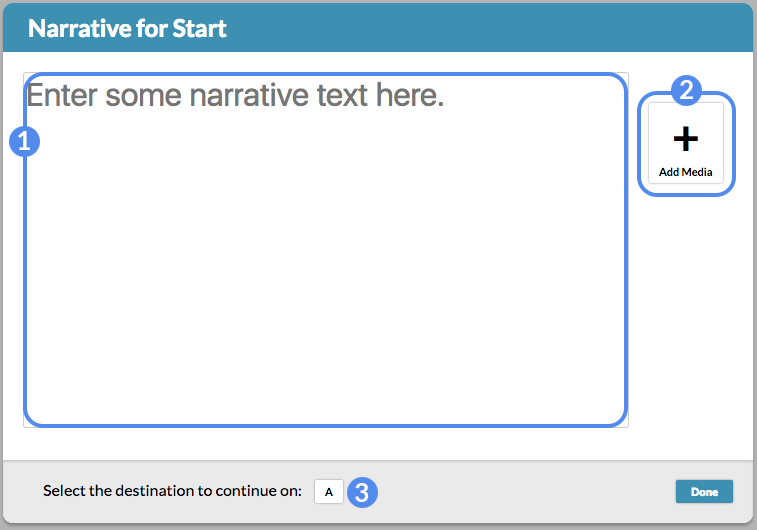 Narrative for Start
Enter some narrative text here.
1
2
Add Media
Select the destination to continue on: A 3
Done